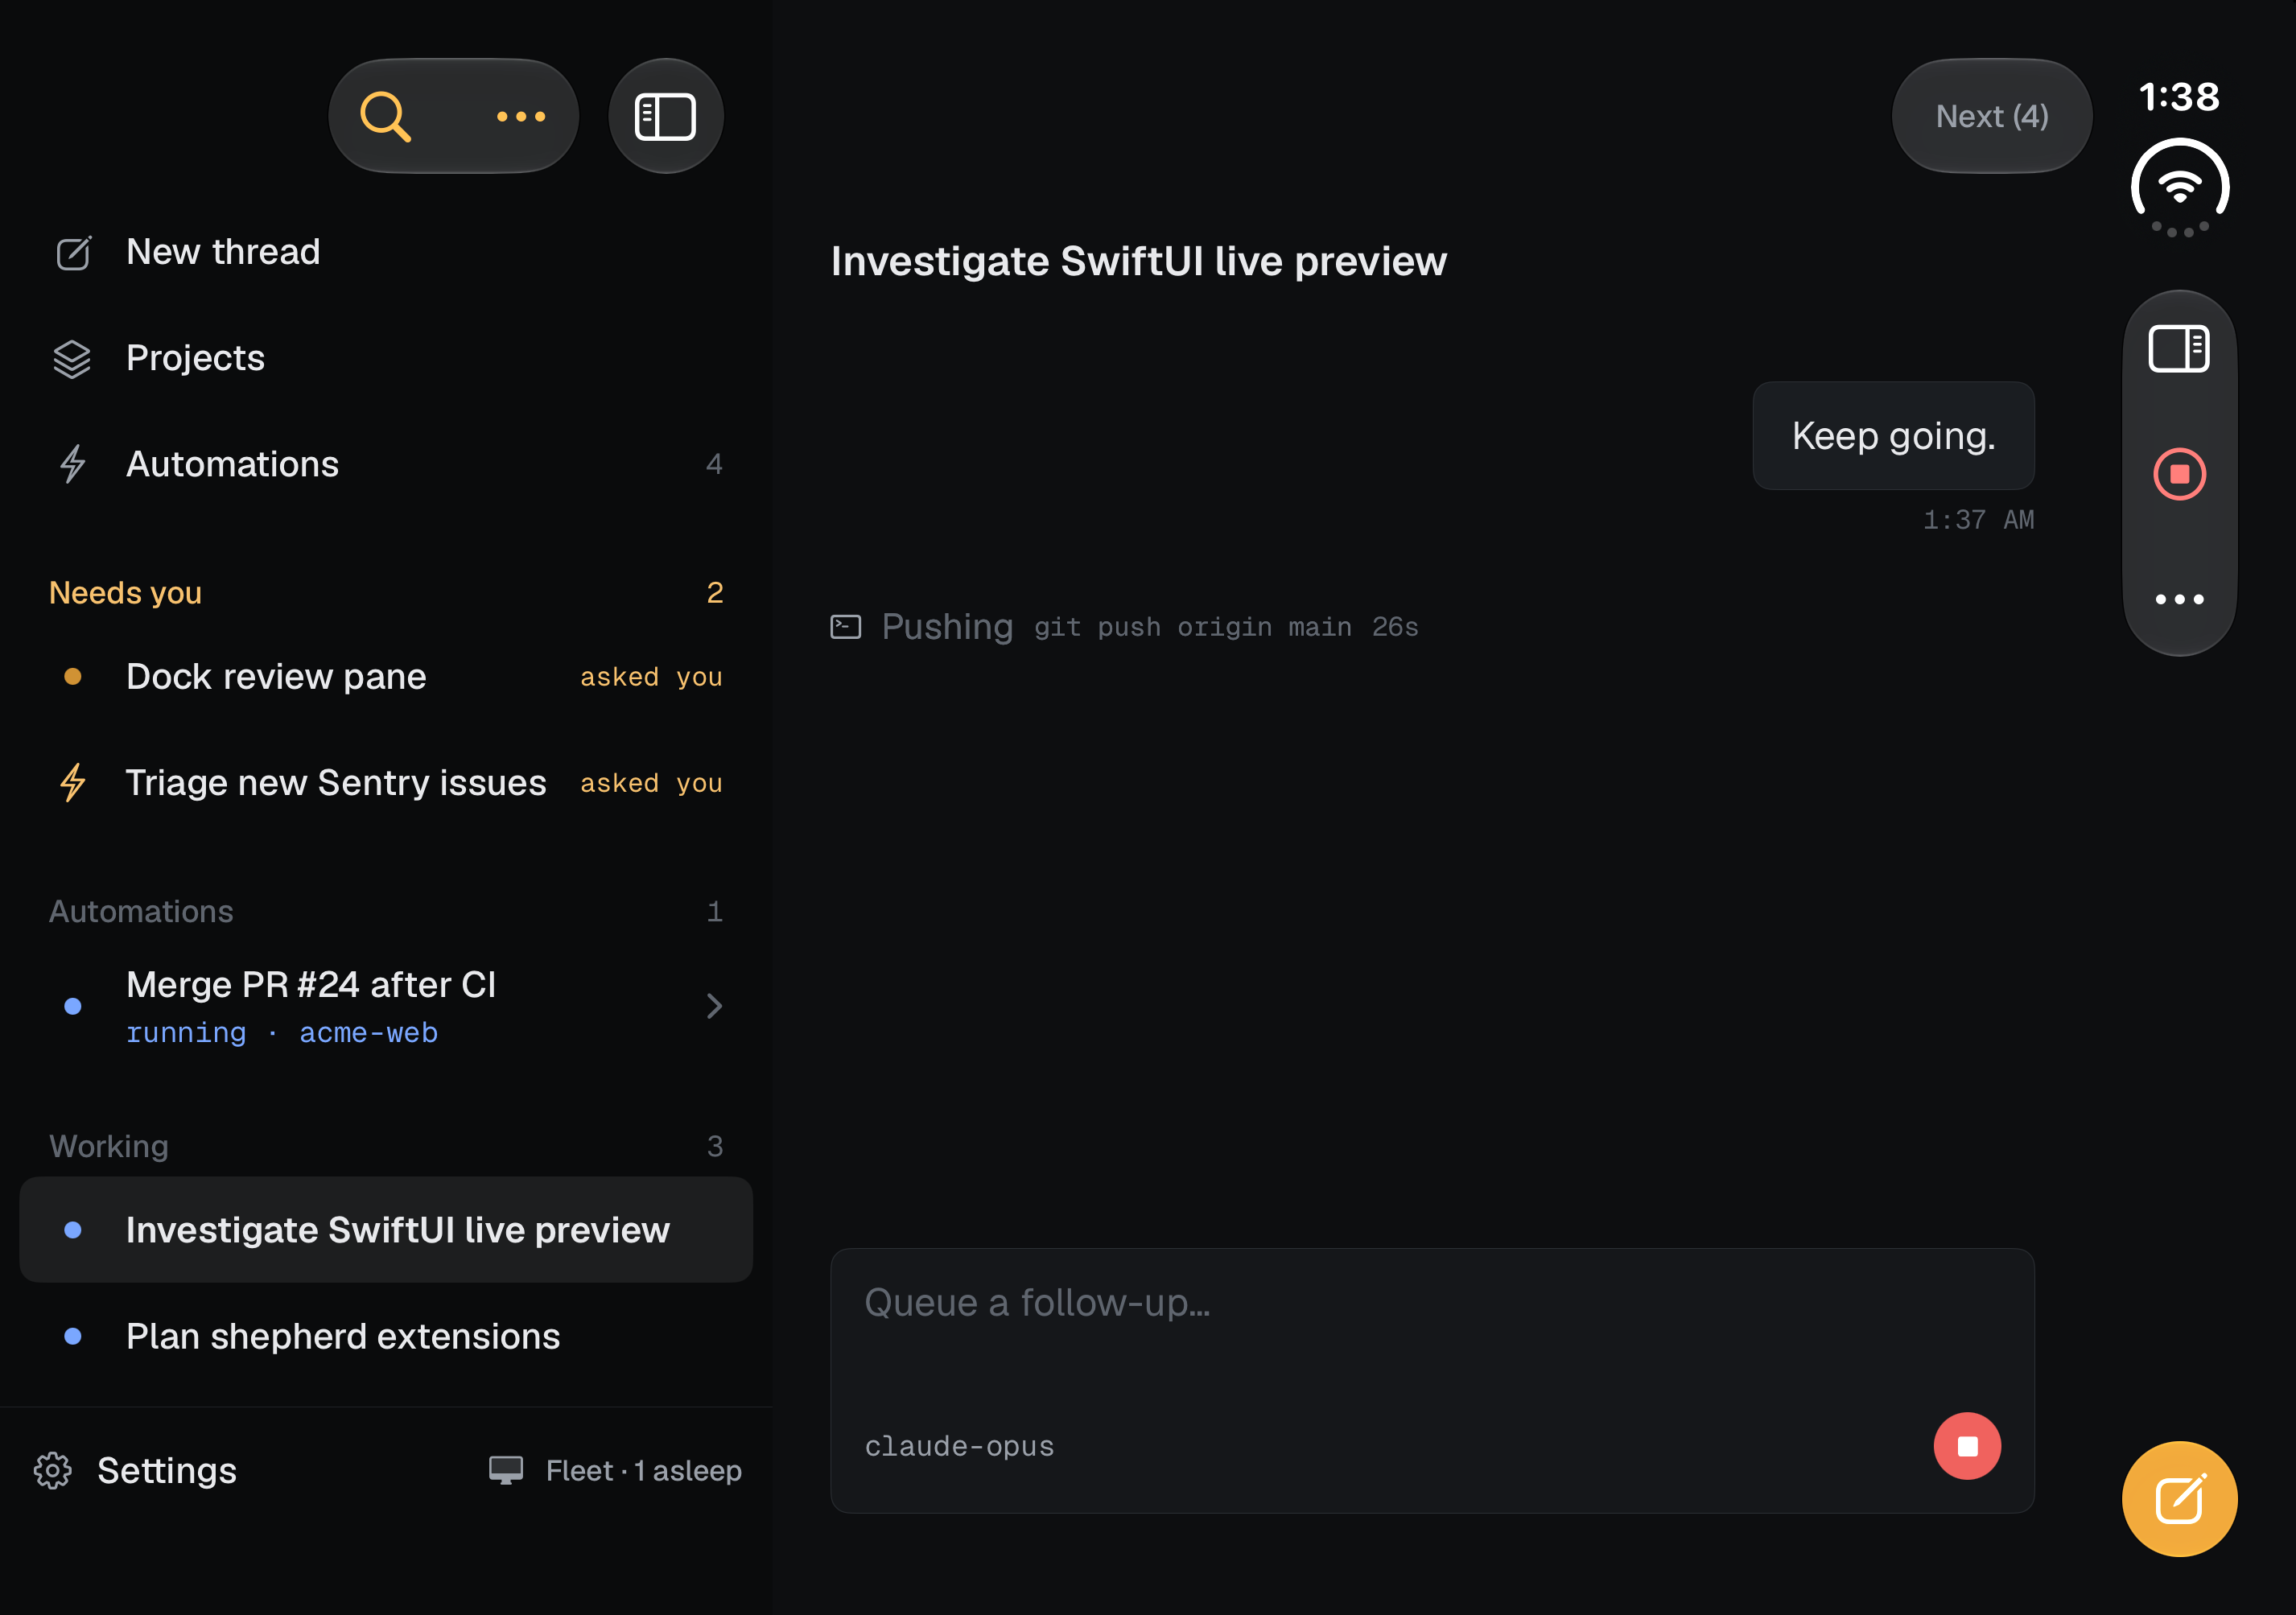 New thread
Projects
Automations 4
Needs you 2
Dock review pane asked you
Triage new Sentry issues asked you
Automations 1
Merge PR #24 after CI
running · acme-web
Working 3
Investigate SwiftUI live preview
Plan shepherd extensions
Settings Fleet · 1 asleep
Next (4)
1:38
Investigate SwiftUI live preview
Keep going.
1:37 AM
Pushing git push origin main 26s
Queue a follow-up…
claude-opus